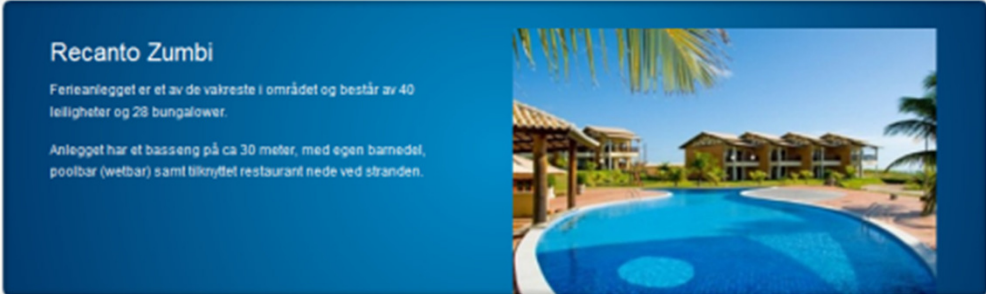 Recanto Zumbi
Ferieanlegget er et av de vakreste i området og består av 40
leiligheter og 28 bungalower.
Anlegget har et basseng på ca 30 meter, med egen barnedel,
poolbar (wetbar) samt tilknyttet restaurant nede ved stranden.